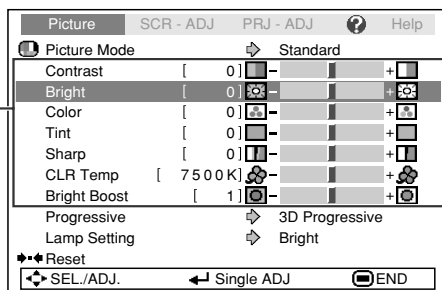 Picture SCR - ADJ PRJ - ADJ ? Help
Picture Mode Standard
Contrast [ 0] – +
Bright [ 0] – +
Color [ 0] – +
Tint [ 0] – +
Sharp [ 0] – +
CLR Temp [ 7500K] – +
Bright Boost [ 1] – +
Progressive 3D Progressive
Lamp Setting Bright
Reset
SEL./ADJ. Single ADJ END